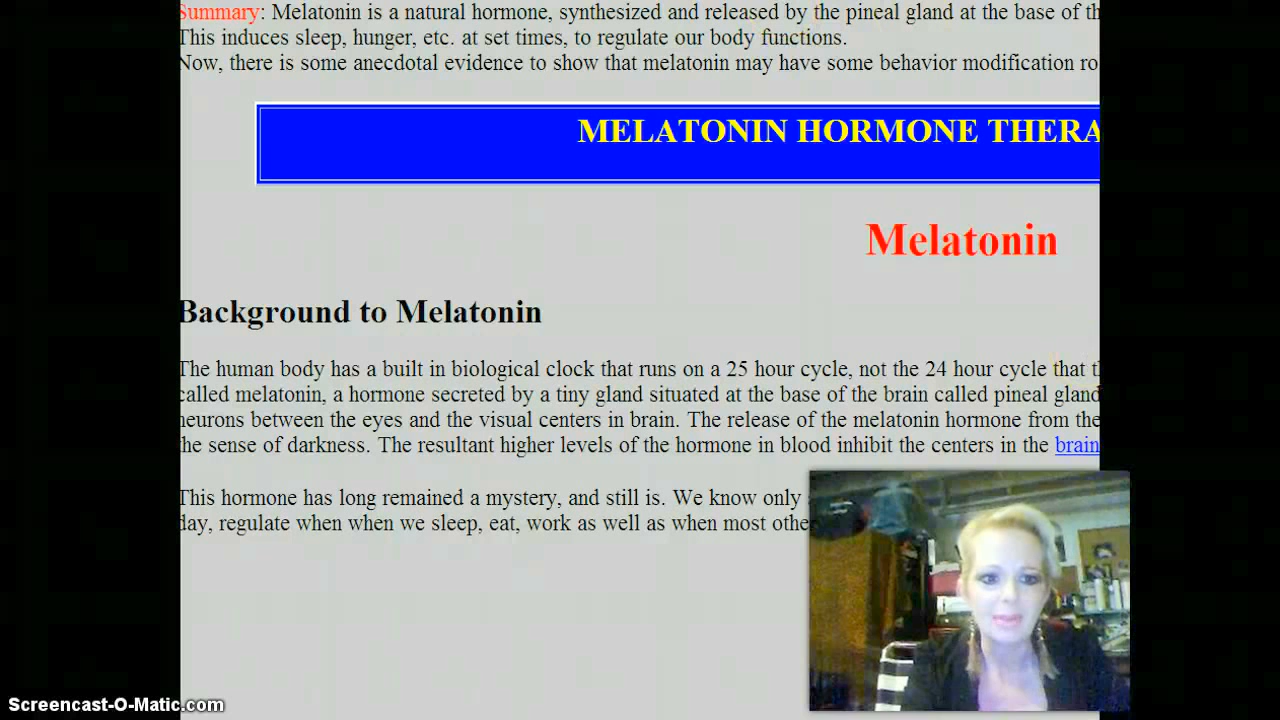 Summary: Melatonin is a natural hormone, synthesized and released by the pineal gland at the base of th
This induces sleep, hunger, etc. at set times, to regulate our body functions.
Now, there is some anecdotal evidence to show that melatonin may have some behavior modification ro
MELATONIN HORMONE THERA
Melatonin
Background to Melatonin
The human body has a built in biological clock that runs on a 25 hour cycle, not the 24 hour cycle that th
called melatonin, a hormone secreted by a tiny gland situated at the base of the brain called pineal gland
neurons between the eyes and the visual centers in brain. The release of the melatonin hormone from the
the sense of darkness. The resultant higher levels of the hormone in blood inhibit the centers in the brain
This hormone has long remained a mystery, and still is. We know only
day, regulate when when we sleep, eat, work as well as when most othe
Screencast-O-Matic.com